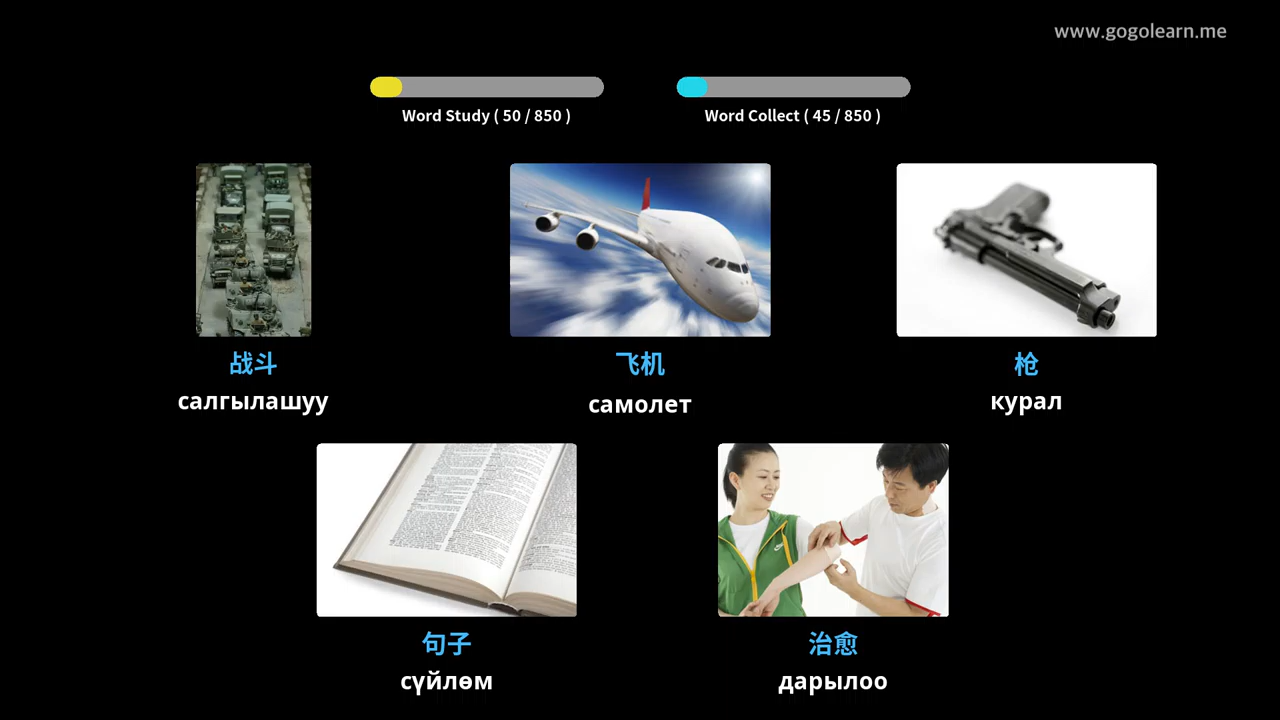 www.gogolearn.me
Word Study ( 50 / 850 )
Word Collect ( 45 / 850 )
战斗
салгылашуу
飞机
самолет
枪
курал
句子
сүйлөм
治愈
дарылоо